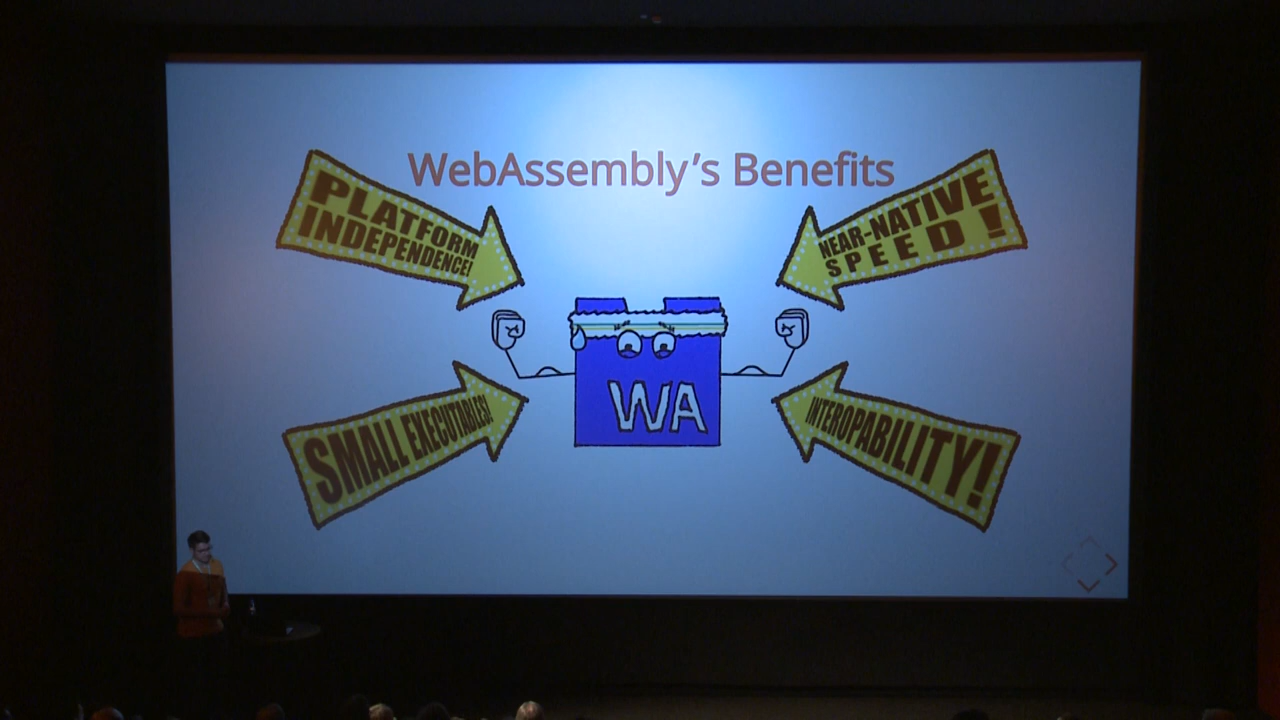 WebAssembly's Benefits
PLATFORM
INDEPENDENCE!
NEAR-NATIVE
SPEED!
SMALL EXECUTABLES!
INTEROPABILITY!
WA